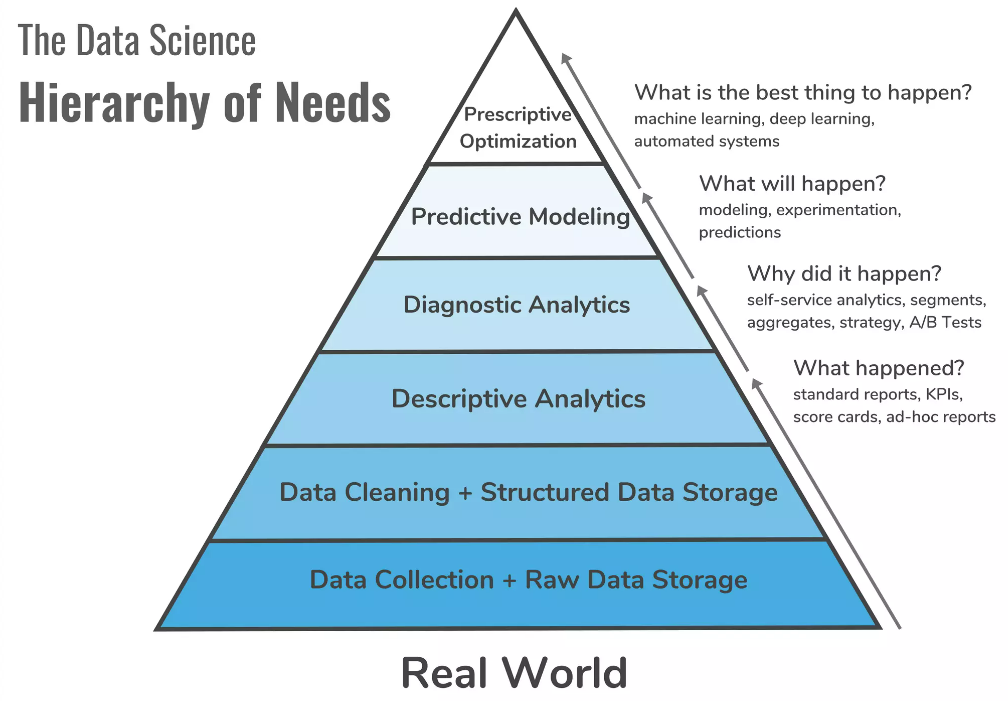 The Data Science
Hierarchy of Needs
Prescriptive
Optimization
What is the best thing to happen?
machine learning, deep learning,
automated systems
Predictive Modeling
What will happen?
modeling, experimentation,
predictions
Diagnostic Analytics
Why did it happen?
self-service analytics, segments,
aggregates, strategy, A/B Tests
Descriptive Analytics
What happened?
standard reports, KPIs,
score cards, ad-hoc reports
Data Cleaning + Structured Data Storage
Data Collection + Raw Data Storage
Real World